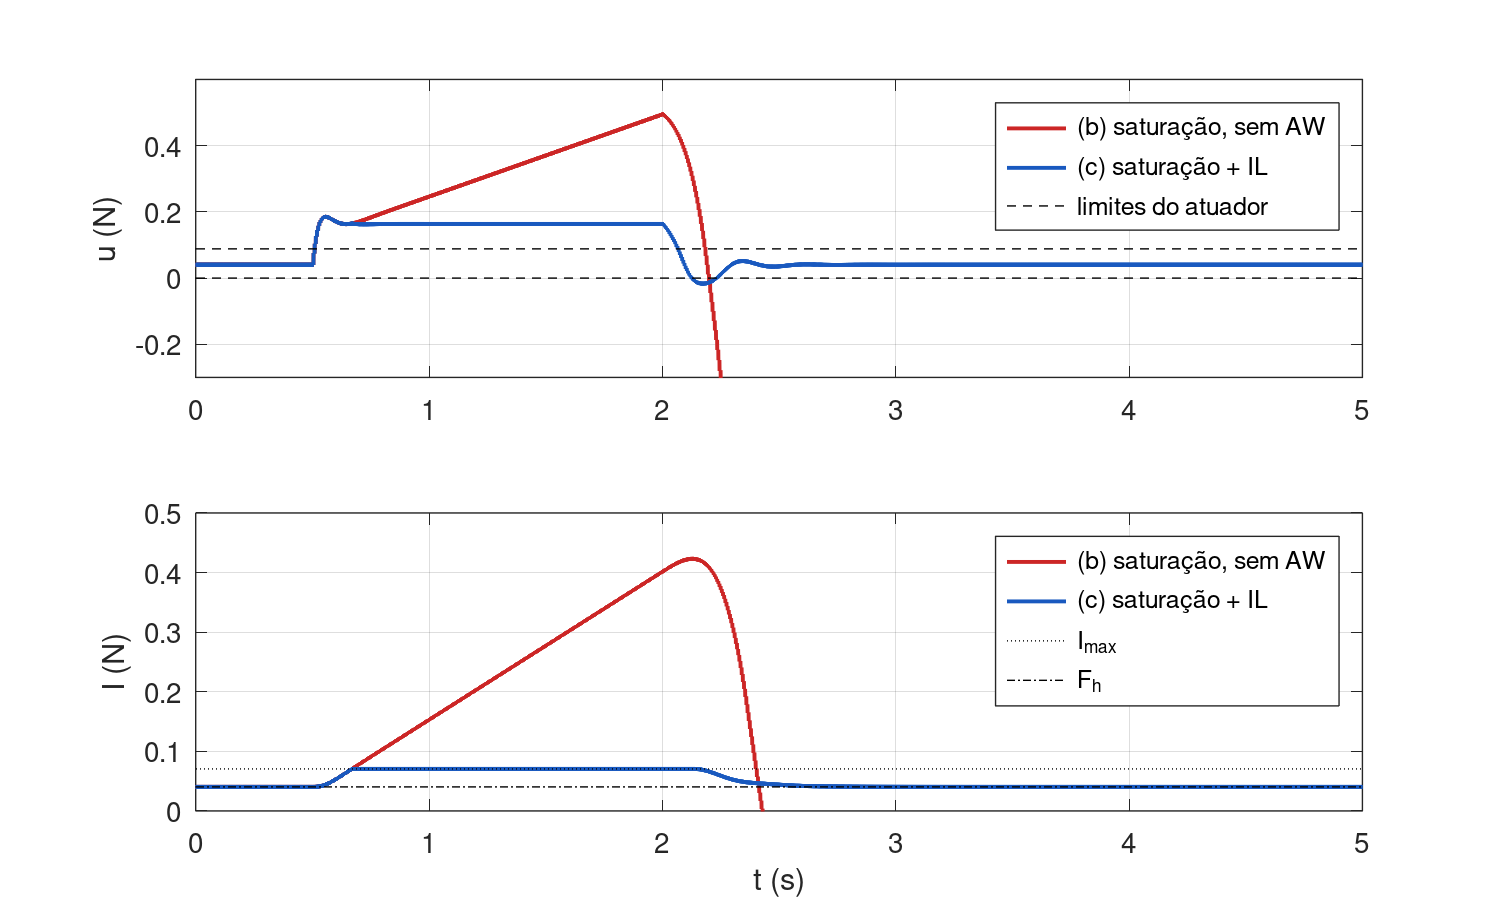 u (N)
0.4
0.2
0
-0.2
0
1
2
3
4
5
(b) saturação, sem AW
(c) saturação + IL
limites do atuador
I (N)
0.5
0.4
0.3
0.2
0.1
0
0
1
2
3
4
5
t (s)
(b) saturação, sem AW
(c) saturação + IL
Imax
Fh